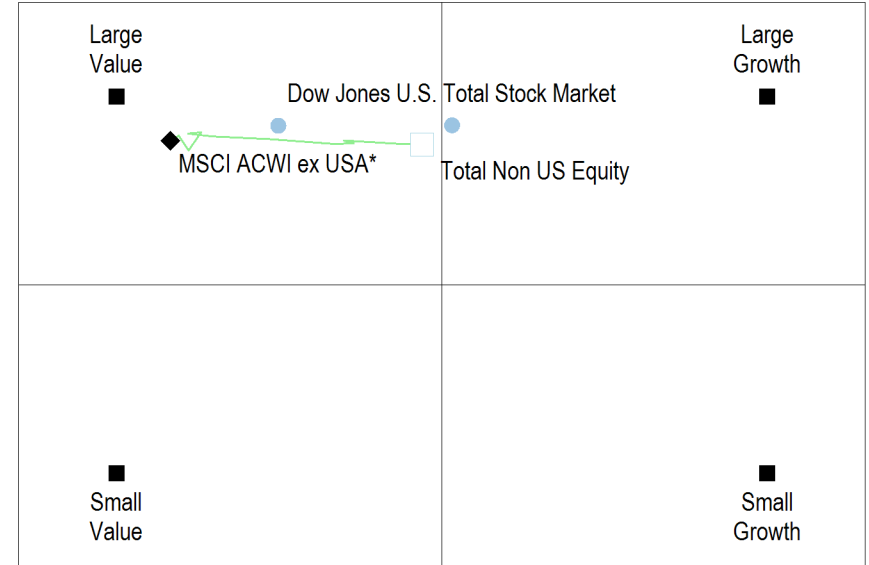 Large
Value
Large
Growth
Dow Jones U.S. Total Stock Market
MSCI ACWI ex USA*
Total Non US Equity
Small
Value
Small
Growth